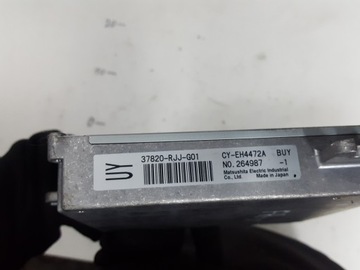 UY
37820-RJJ-G01
CY-EH4472A BUY
NO.264987 -1
Matsushita Electric Industrial
Co., Ltd. Made in Japan